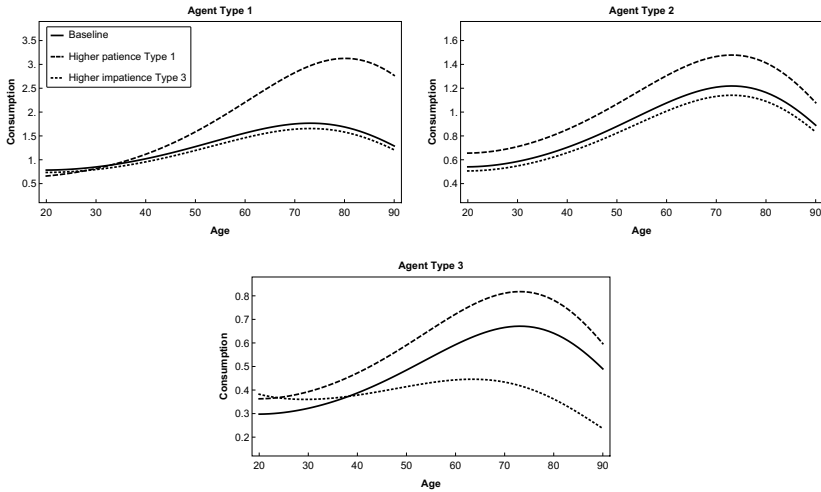 Agent Type 1
Baseline
Higher patience Type 1
Higher impatience Type 3
3.5
3.
2.5
2.
1.5
1.
0.5
Consumption
20 30 40 50 60 70 80 90
Age
Agent Type 2
1.6
1.4
1.2
1.0
0.8
0.6
0.4
Consumption
20 30 40 50 60 70 80 90
Age
Agent Type 3
0.8
0.7
0.6
0.5
0.4
0.3
0.2
Consumption
20 30 40 50 60 70 80 90
Age